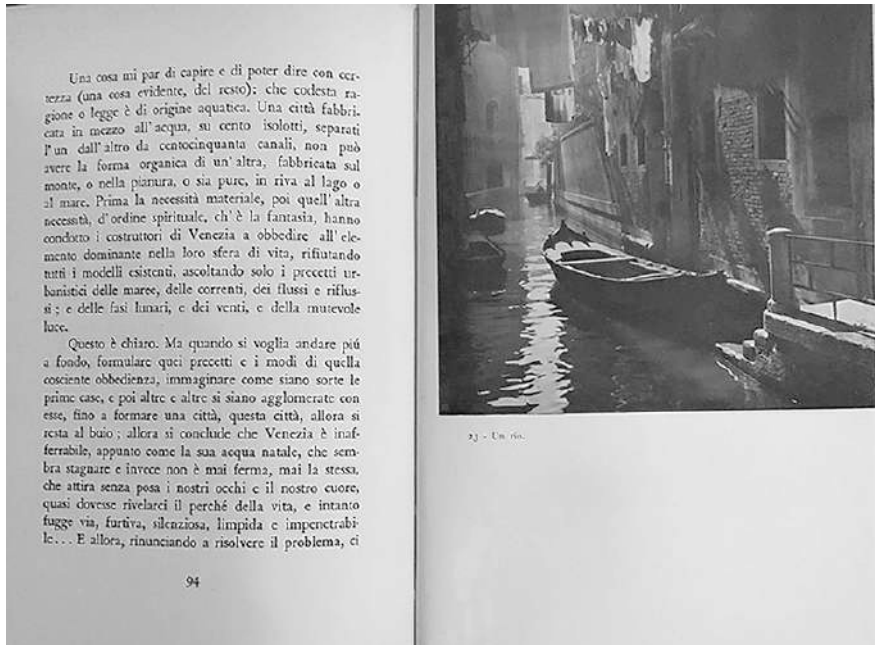 Una cosa mi par di capire e di poter dire con cer-
tezza (una cosa evidente, del resto): che codesta ra-
gione o legge è di origine aquatica. Una città fabbri-
cata in mezzo all'acqua, su cento isolotti, separati
l'un dall'altro da centocinquanta canali, non può
avere la forma organica di un'altra, fabbricata sul
monte, o nella pianura, o sia pure, in riva al lago o
al mare. Prima la necessità materiale, poi quell'altra
necessità, d'ordine spirituale, ch'è la fantasia, hanno
condotto i costruttori di Venezia a obbedire all'ele-
mento dominante nella loro sfera di vita, rifiutando
tutti i modelli esistenti, ascoltando solo i precetti ur-
banistici delle maree, delle correnti, dei flussi e riflus-
si; e delle fasi lunari, e dei venti, e della mutevole
luce.
Questo è chiaro. Ma quando si voglia andare piú
a fondo, formulare quei precetti e i modi di quella
cosciente obbedienza, immaginare come siano sorte le
prime case, e poi altre e altre si siano agglomerate con
esse, fino a formare una città, questa città, allora si
resta al buio; allora si conclude che Venezia è inaf-
ferrabile, appunto come la sua acqua natale, che sem-
bra stagnare e invece non è mai ferma, mai la stessa,
che attira senza posa i nostri occhi e il nostro cuore,
quasi dovesse rivelarci il perché della vita, e intanto
fugge via, furtiva, silenziosa, limpida e impenetrabi-
le... E allora, rinunciando a risolvere il problema, ci
94
23 - Un rio.